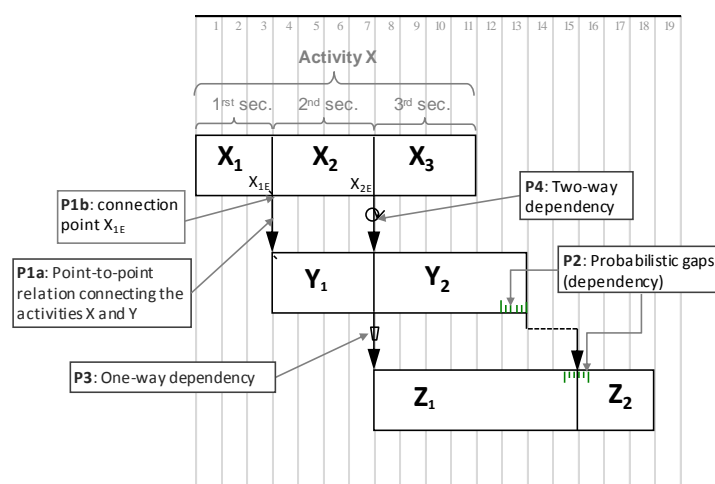 1 2 3 4 5 6 7 8 9 10 11 12 13 14 15 16 17 18 19
Activity X
1rst sec. 2nd sec. 3rd sec.
X1 X2 X3
X1E X2E
P1b: connection
point X1E
P4: Two-way
dependency
P1a: Point-to-point
relation connecting the
activities X and Y
Y1 Y2
P2: Probabilistic gaps
(dependency)
P3: One-way dependency
Z1 Z2